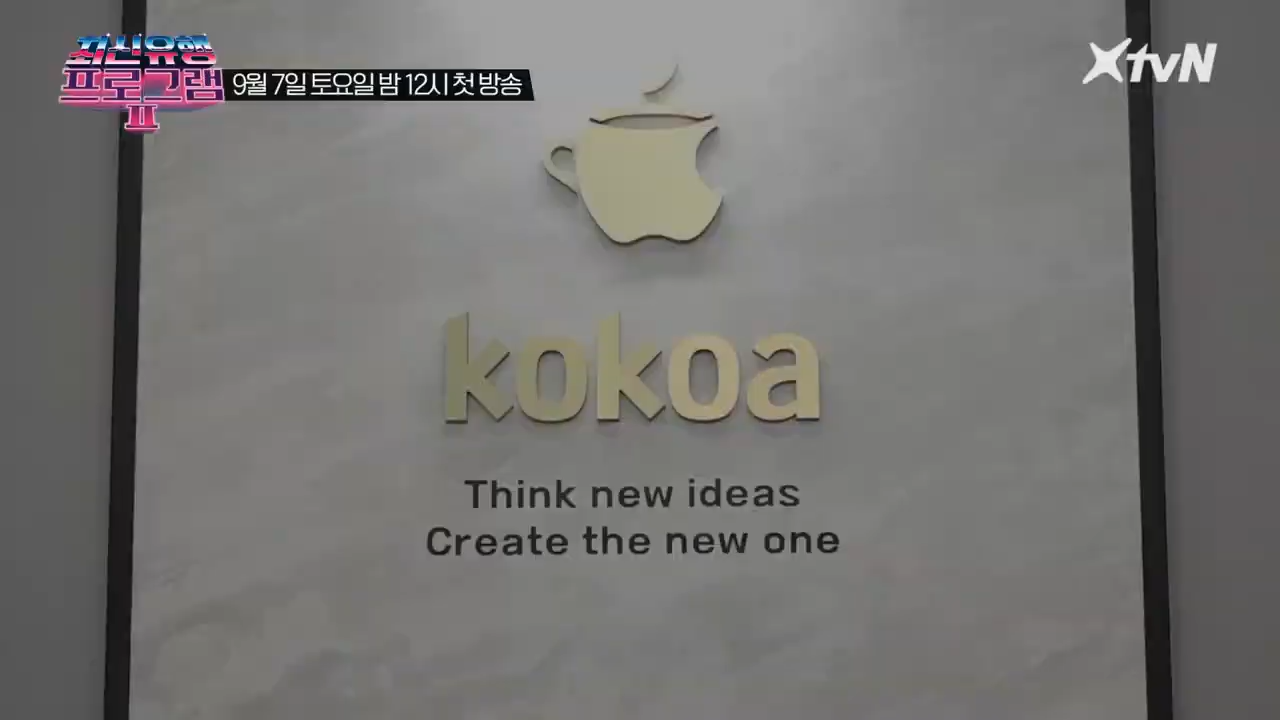 최신유행
프로그램
II
9월 7일 토요일 밤 12시 첫 방송
XtvN
kokoa
Think new ideas
Create the new one